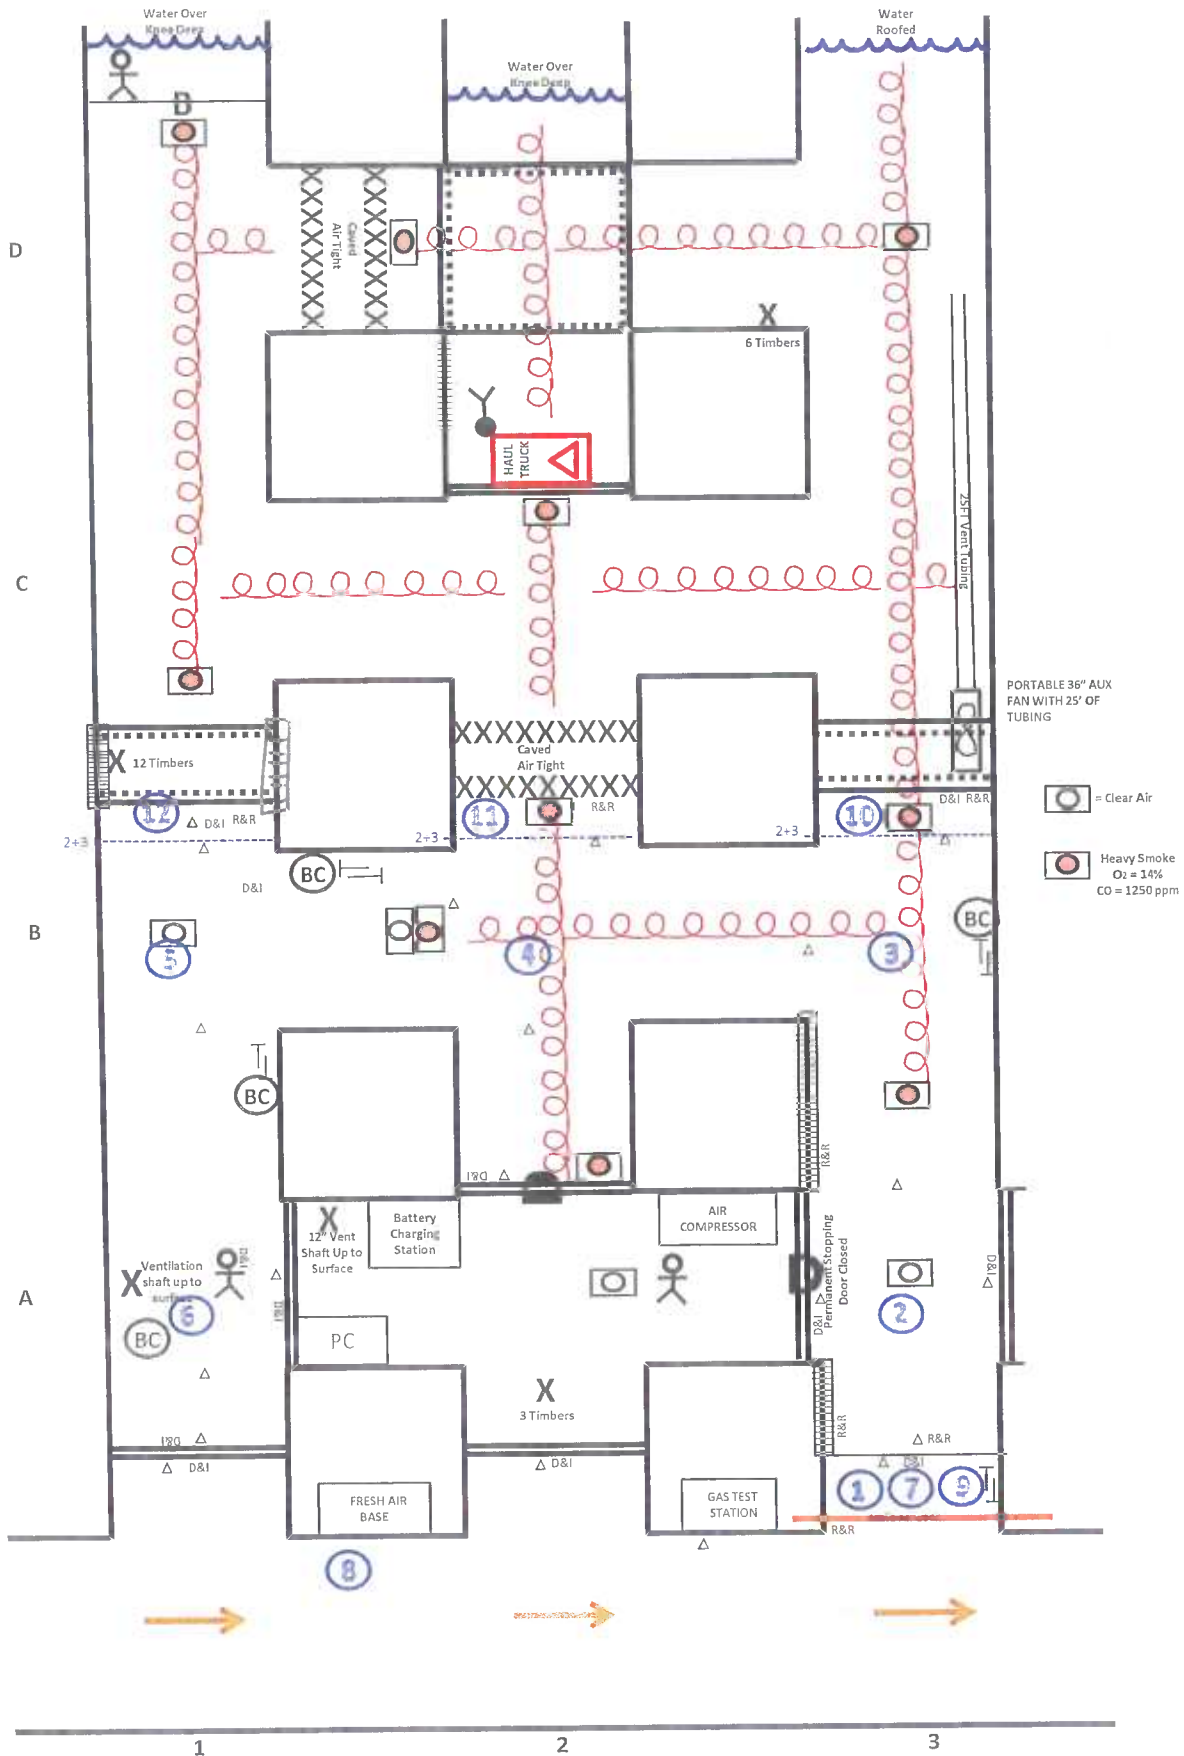 Water Over
Knee Deep
Water
Roofed
Water Over
Knee Deep
B
D
Caved
Air Tight
X
6 Timbers
HAUL
TRUCK
25FT Vent Tubing
C
PORTABLE 36" AUX
FAN WITH 25' OF
TUBING
X 12 Timbers
Caved
Air Tight
12
D&I R&R
11
R&R
10
D&I R&R
= Clear Air
2+3
2+3
2+3
BC
D&I
Heavy Smoke
O2 = 14%
CO = 1250 ppm
B
5
4
3
BC
BC
R&R
D&I
X
12" Vent
Shaft Up to
Surface
Battery
Charging
Station
AIR
COMPRESSOR
Permanent Stopping
Door Closed
D
D&I
D&I
A
X Ventilation
shaft up to
surface
D&I
6
D&I
2
BC
PC
X
3 Timbers
R&R
D&I
D&I
D&I
R&R
D&I
1
7
9
FRESH AIR
BASE
GAS TEST
STATION
R&R
8
1
2
3